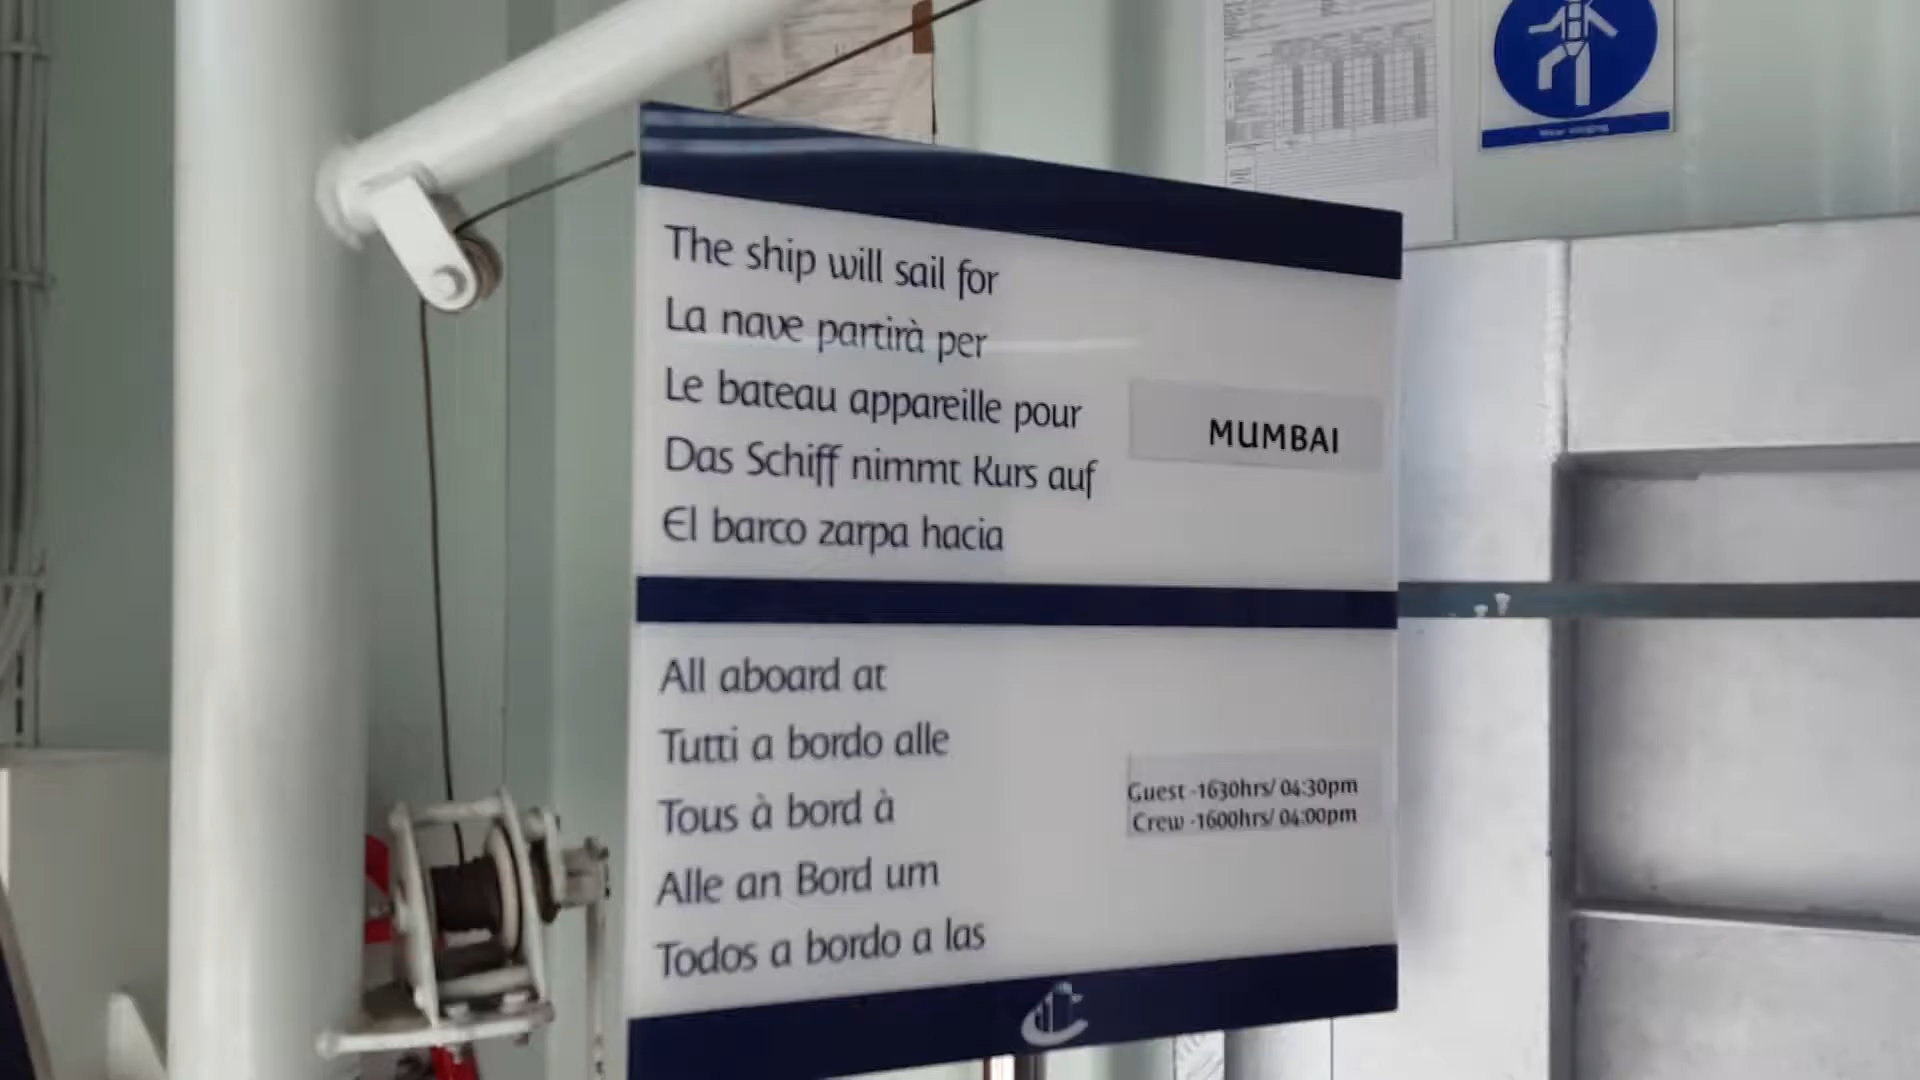 The ship will sail for
La nave partirà per
Le bateau appareille pour
Das Schiff nimmt Kurs auf
El barco zarpa hacia
MUMBAI
All aboard at
Tutti a bordo alle
Tous à bord à
Alle an Bord um
Todos a bordo a las
Guest -1630hrs/ 04:30pm
Crew -1600hrs/ 04:00pm